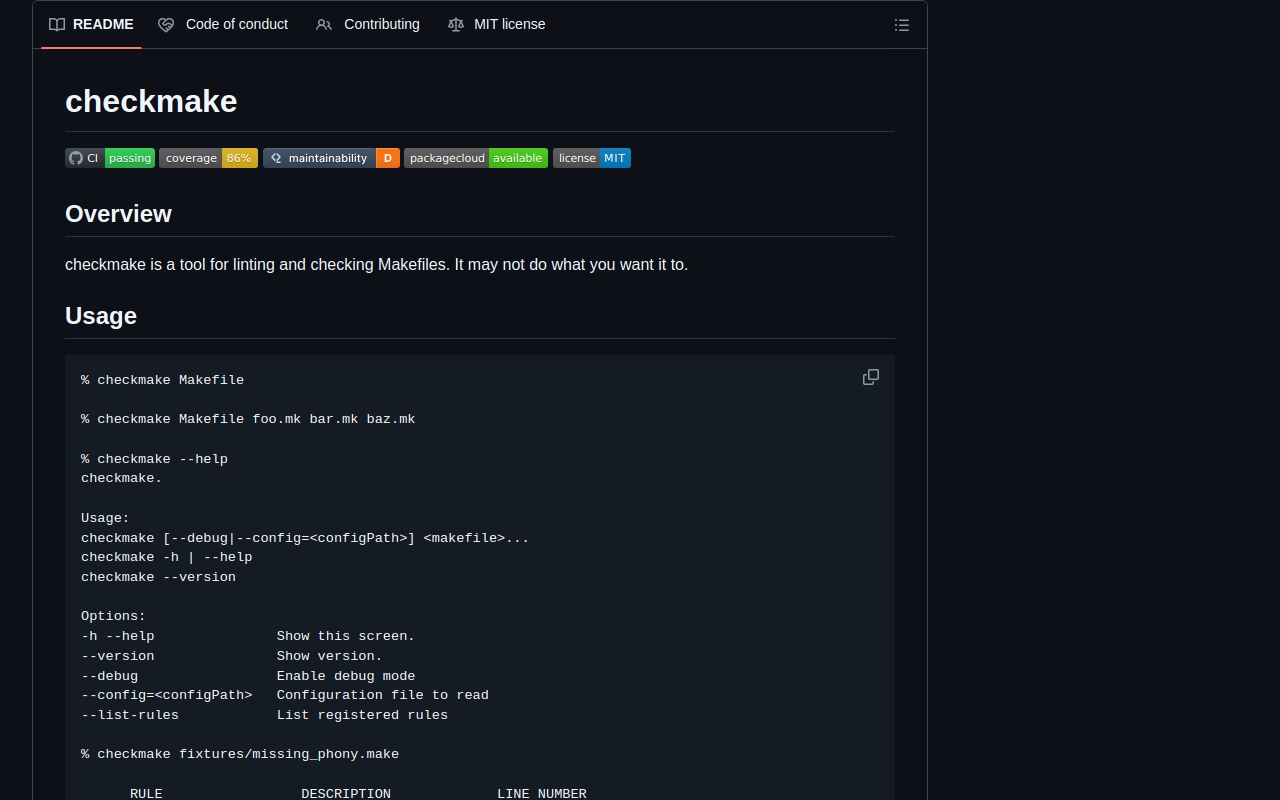 README Code of conduct Contributing MIT license
checkmake
CI passing coverage 86% maintainability D packagecloud available license MIT
Overview
checkmake is a tool for linting and checking Makefiles. It may not do what you want it to.
Usage
% checkmake Makefile
% checkmake Makefile foo.mk bar.mk baz.mk
% checkmake --help
checkmake.
Usage:
checkmake [--debug|--config=<configPath>] <makefile>...
checkmake -h | --help
checkmake --version
Options:
-h --help               Show this screen.
--version               Show version.
--debug                 Enable debug mode
--config=<configPath>   Configuration file to read
--list-rules            List registered rules
% checkmake fixtures/missing_phony.make
      RULE                 DESCRIPTION             LINE NUMBER